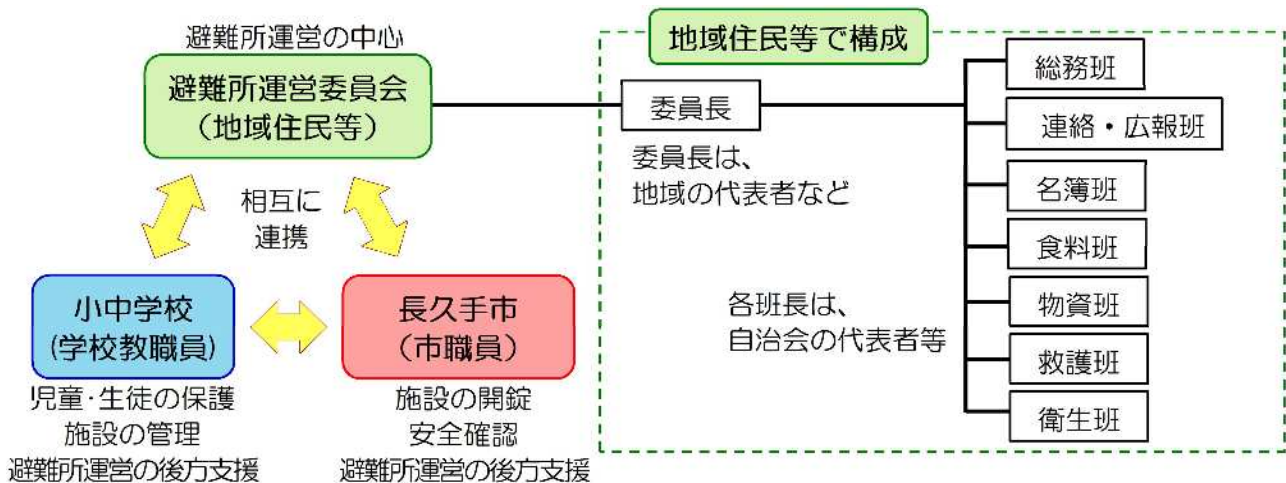 避難所運営の中心
避難所運営委員会
（地域住民等）
相互に
連携
小中学校
(学校教職員)
児童・生徒の保護
施設の管理
避難所運営の後方支援
長久手市
（市職員）
施設の開錠
安全確認
避難所運営の後方支援
地域住民等で構成
委員長
委員長は、
地域の代表者など
各班長は、
自治会の代表者等
総務班
連絡・広報班
名簿班
食料班
物資班
救護班
衛生班